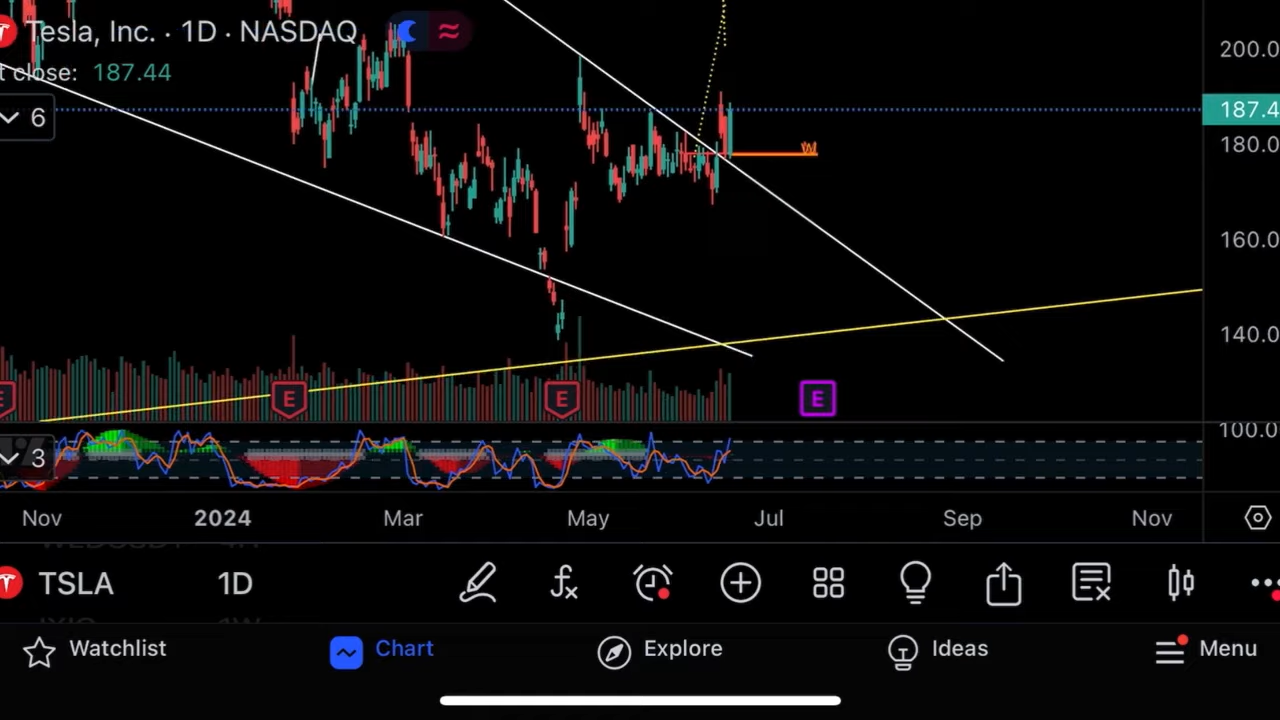 Tesla, Inc. · 1D · NASDAQ
t close: 187.44
6
200.0
187.4
180.0
W
160.0
140.0
E
E
E
E
100.0
3
Nov
2024
Mar
May
Jul
Sep
Nov
TSLA
1D
Watchlist
Chart
Explore
Ideas
Menu